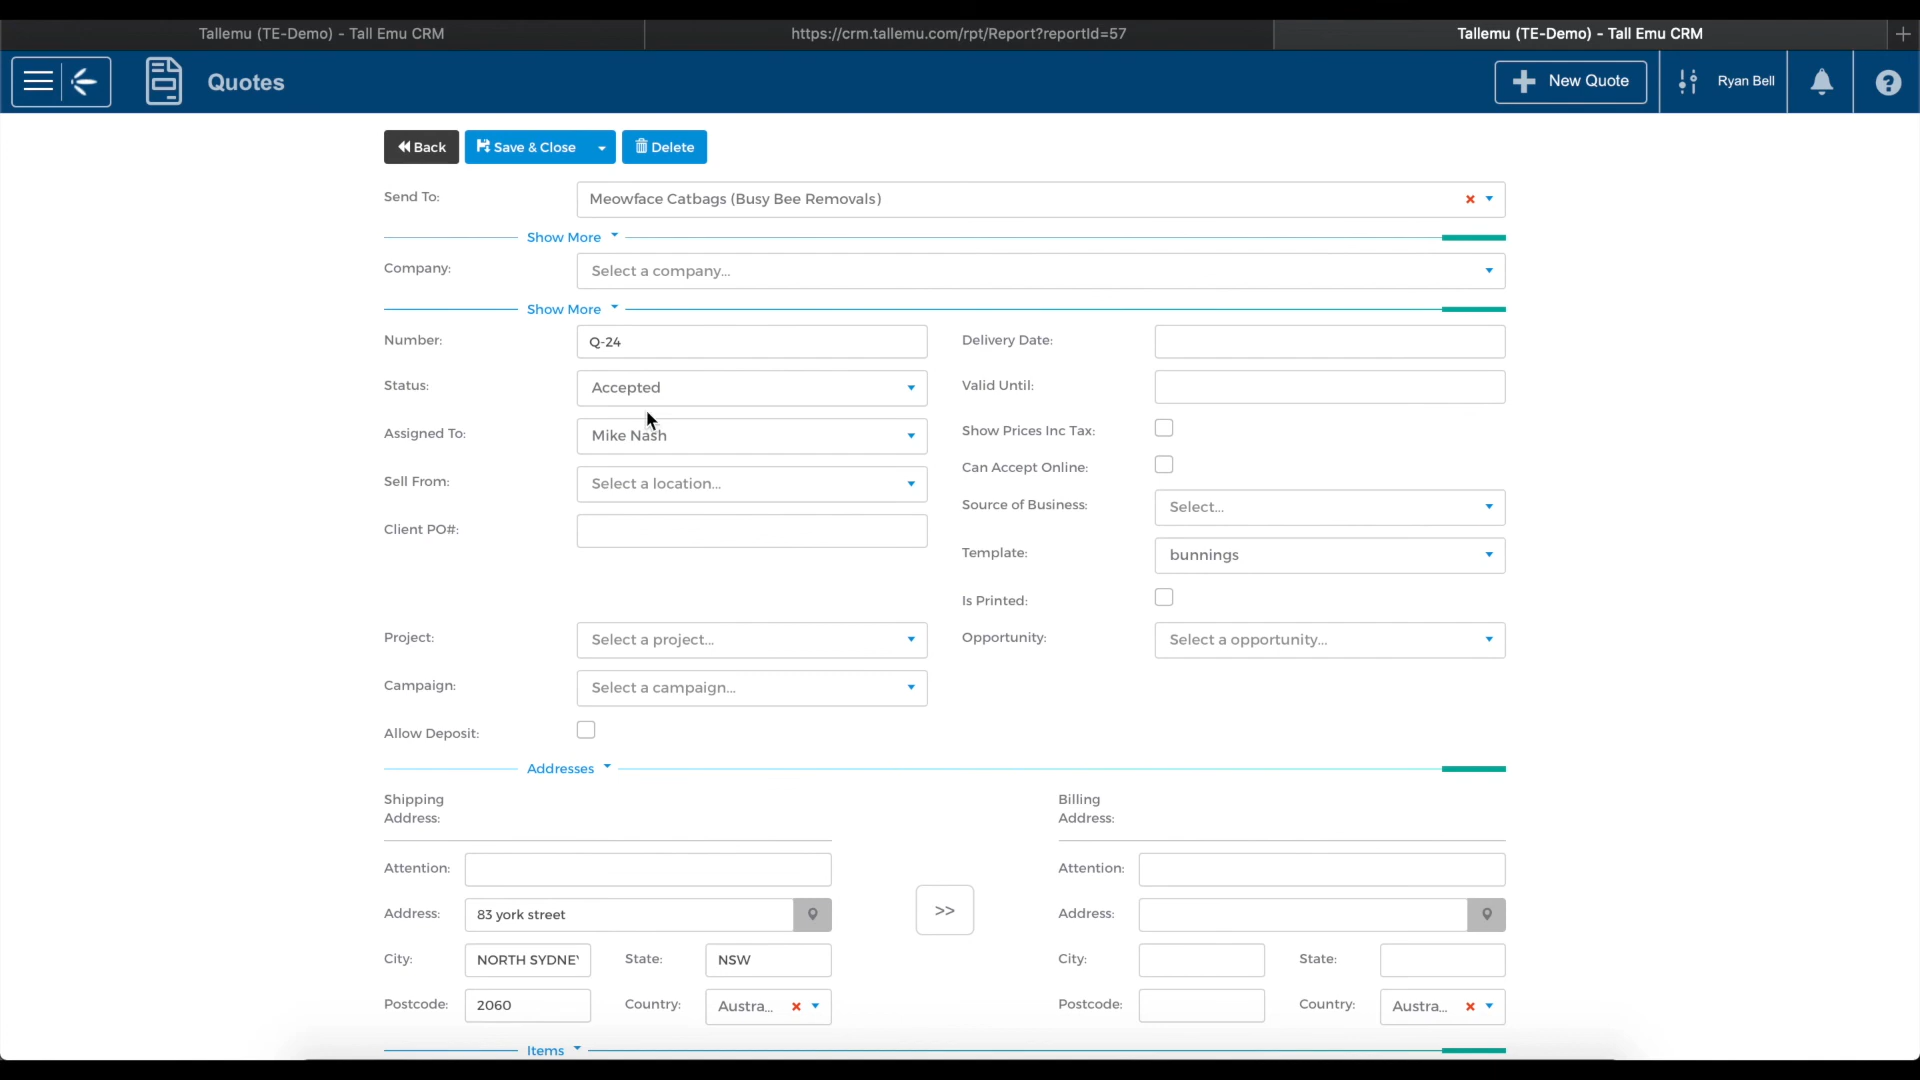 Tallemu (TE-Demo) - Tall Emu CRM
https://crm.tallemu.com/rpt/Report?reportId=57
Tallemu (TE-Demo) - Tall Emu CRM
Quotes
New Quote
Ryan Bell
Back
Save & Close
Delete
Send To:
Meowface Catbags (Busy Bee Removals)
Show More
Company:
Select a company...
Show More
Number:
Q-24
Delivery Date:
Status:
Accepted
Valid Until:
Assigned To:
Mike Nash
Show Prices Inc Tax:
Can Accept Online:
Sell From:
Select a location...
Source of Business:
Select...
Client PO#:
Template:
bunnings
Is Printed:
Project:
Select a project...
Opportunity:
Select a opportunity...
Campaign:
Select a campaign...
Allow Deposit:
Addresses
Shipping
Address:
Billing
Address:
Attention:
Attention:
Address:
83 york street
>>
Address:
City:
NORTH SYDNEY
State:
NSW
City:
State:
Postcode:
2060
Country:
Austra...
Postcode:
Country:
Austra...
Items